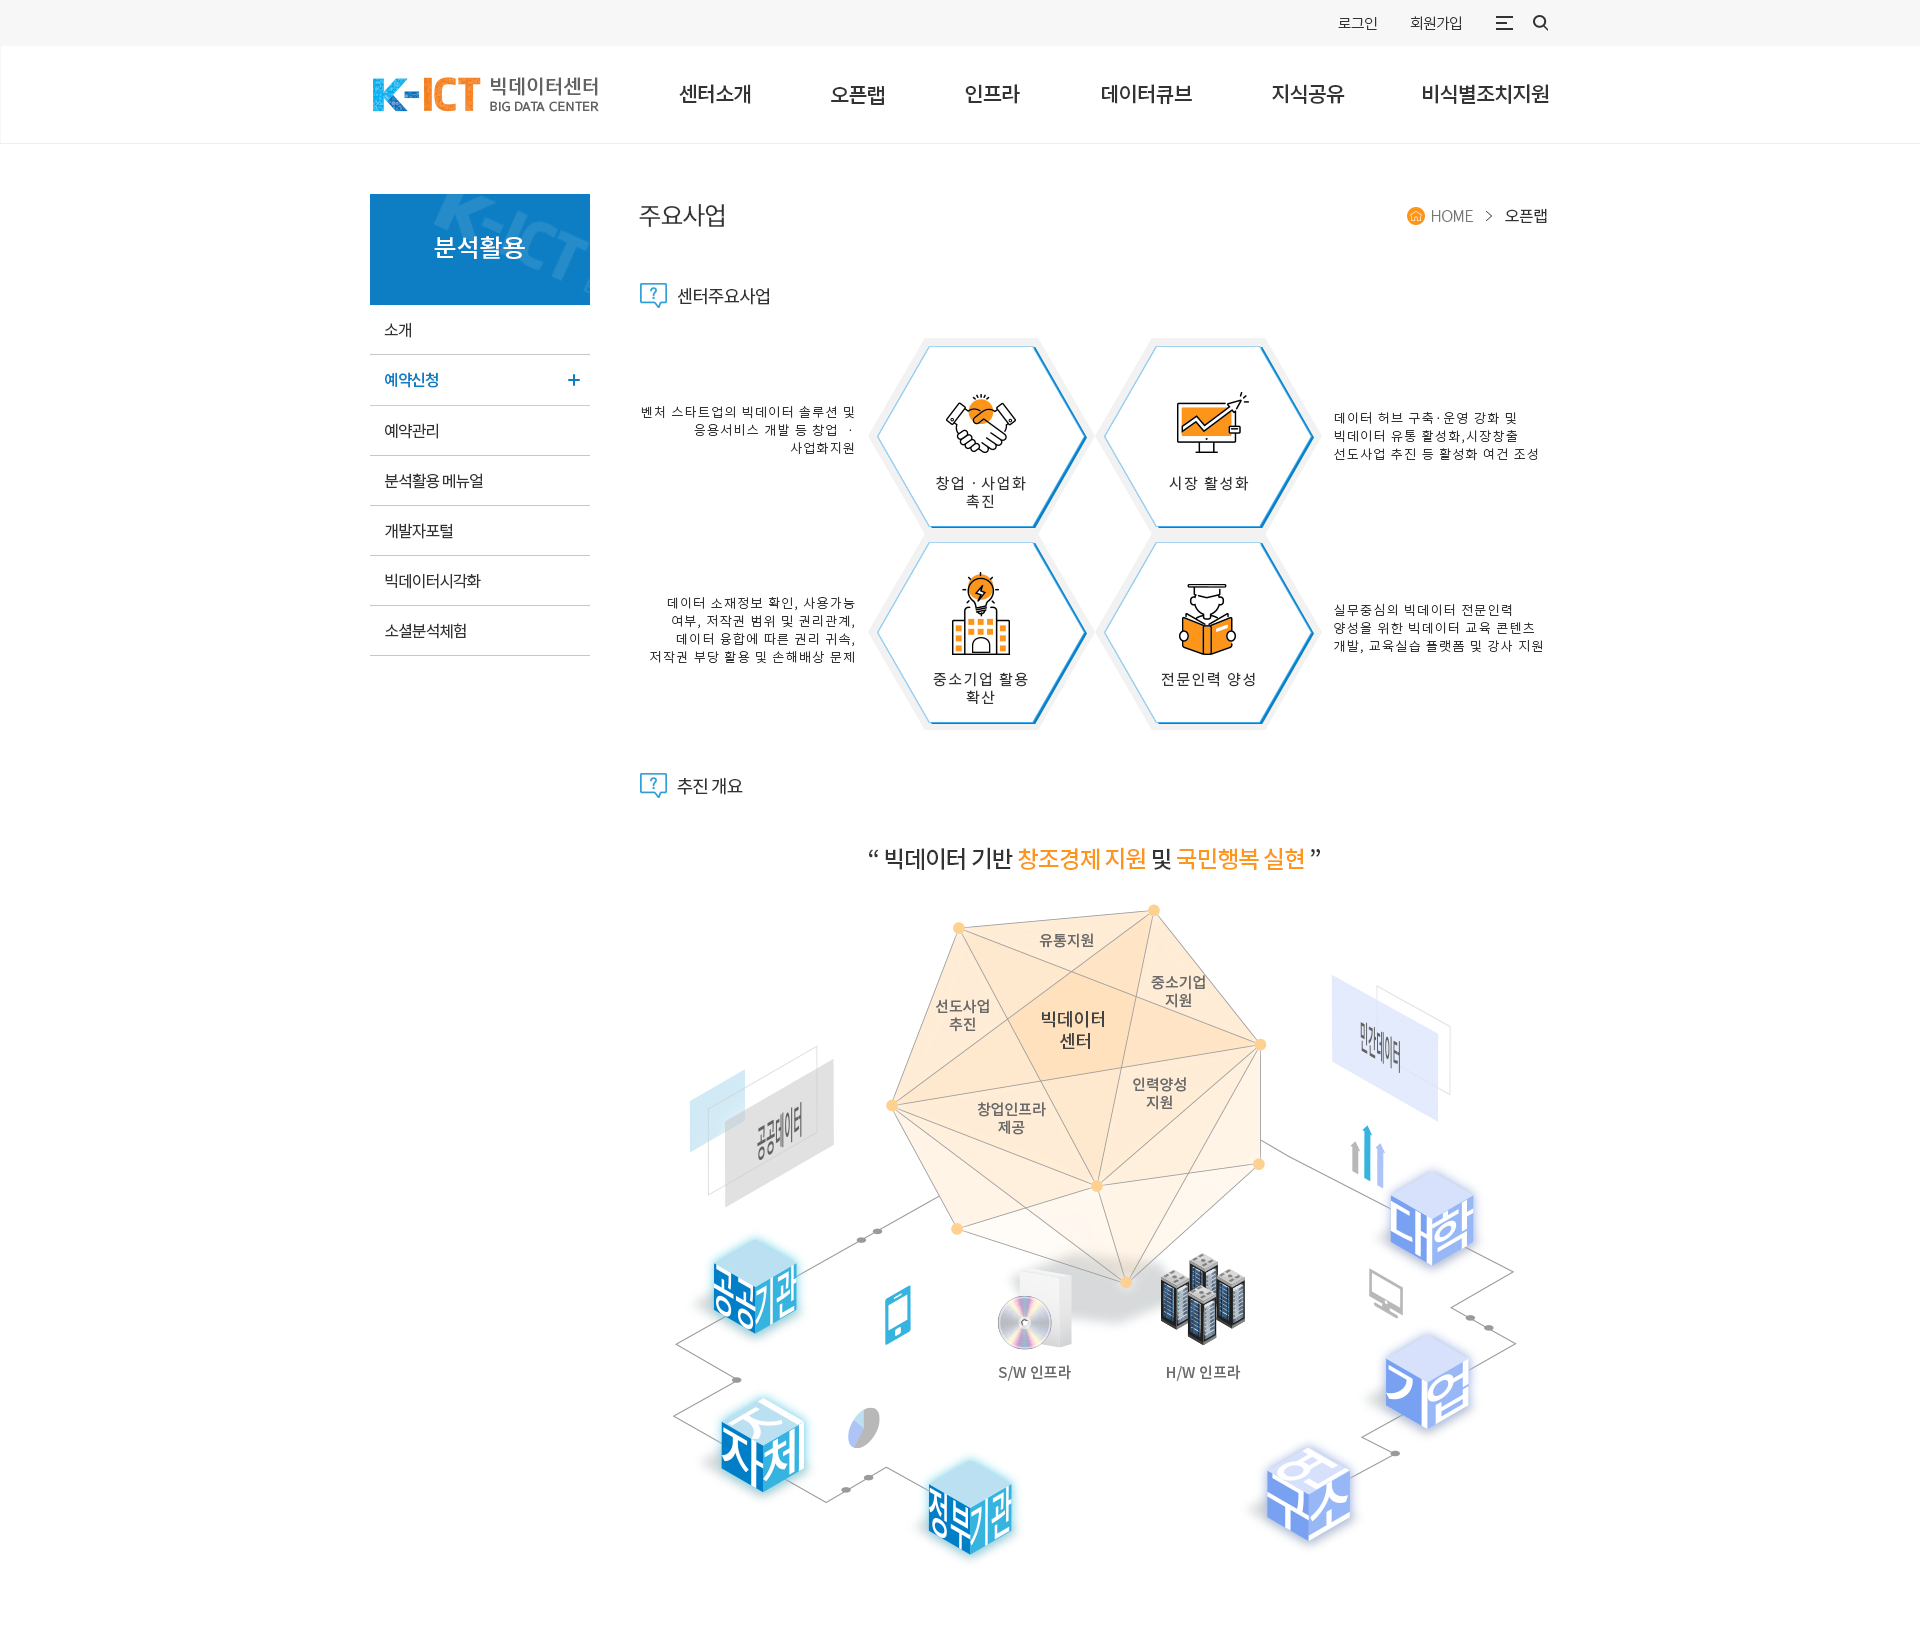 로그인 회원가입
K-ICT 빅데이터센터
BIG DATA CENTER
센터소개 오픈랩 인프라 데이터큐브 지식공유 비식별조치지원
K-ICT
분석활용
소개
예약신청
예약관리
분석활용 메뉴얼
개발자포털
빅데이터시각화
소셜분석체험
주요사업
HOME > 오픈랩
센터주요사업
벤처 스타트업의 빅데이터 솔루션 및
응용서비스 개발 등 창업 ·
사업화지원
창업 · 사업화
촉진
시장 활성화
데이터 허브 구축·운영 강화 및
빅데이터 유통 활성화,시장창출
선도사업 추진 등 활성화 여건 조성
데이터 소재정보 확인, 사용가능
여부, 저작권 범위 및 권리관계,
데이터 융합에 따른 권리 귀속,
저작권 부당 활용 및 손해배상 문제
중소기업 활용
확산
전문인력 양성
실무중심의 빅데이터 전문인력
양성을 위한 빅데이터 교육 콘텐츠
개발, 교육실습 플랫폼 및 강사 지원
추진 개요
“ 빅데이터 기반 창조경제 지원 및 국민행복 실현 ”
유통지원
중소기업
지원
선도사업
추진
빅데이터
센터
인력양성
지원
창업인프라
제공
민간데이터
공공데이터
대학
공공기관
기업
S/W 인프라
H/W 인프라
지자체
연구소
정부기관